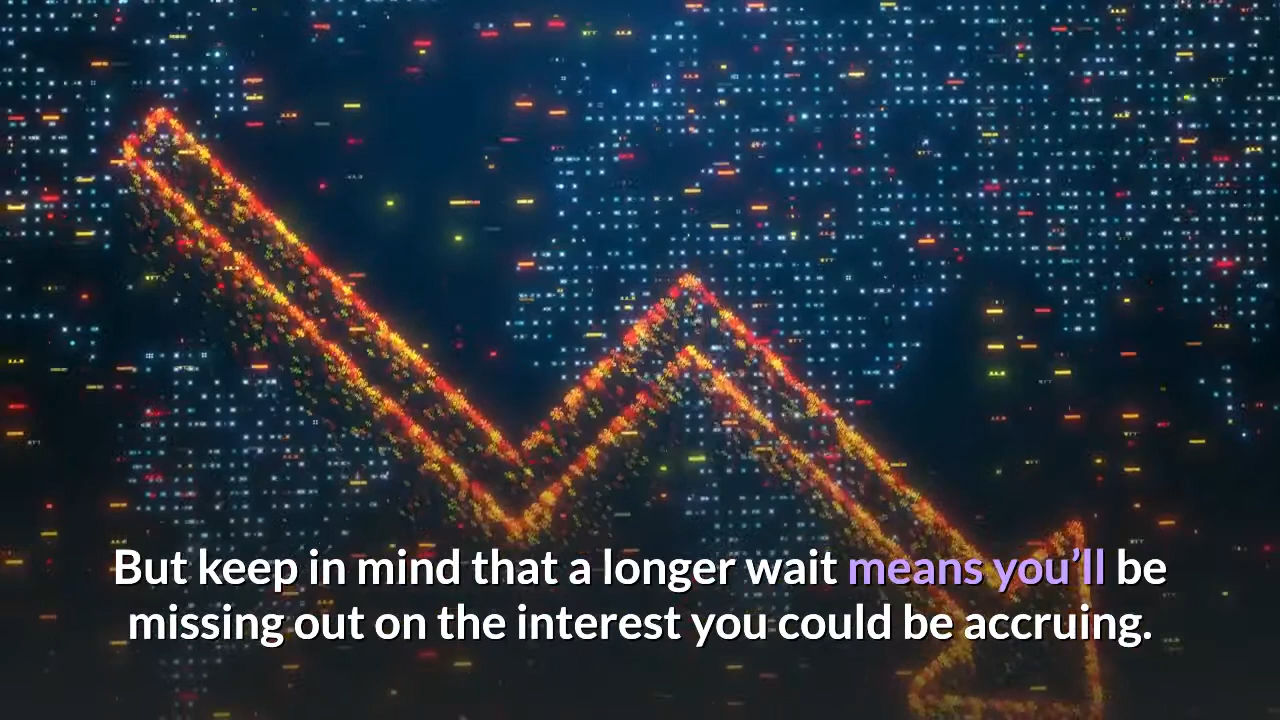 But keep in mind that a longer wait means you’ll be
missing out on the interest you could be accruing.